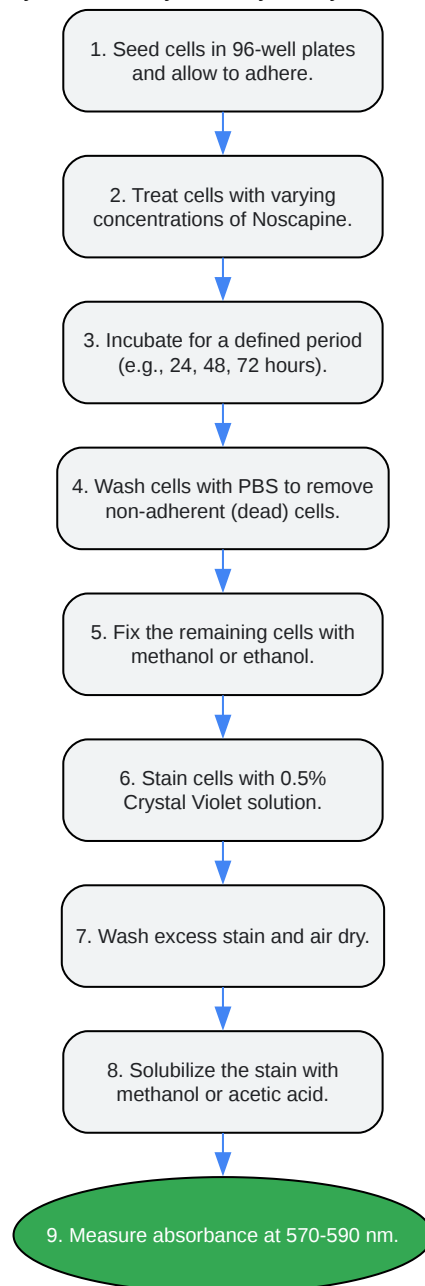 1. Seed cells in 96-well plates
and allow to adhere.
2. Treat cells with varying
concentrations of Noscapine.
3. Incubate for a defined period
(e.g., 24, 48, 72 hours).
4. Wash cells with PBS to remove
non-adherent (dead) cells.
5. Fix the remaining cells with
methanol or ethanol.
6. Stain cells with 0.5%
Crystal Violet solution.
7. Wash excess stain and air dry.
8. Solubilize the stain with
methanol or acetic acid.
9. Measure absorbance at 570-590 nm.